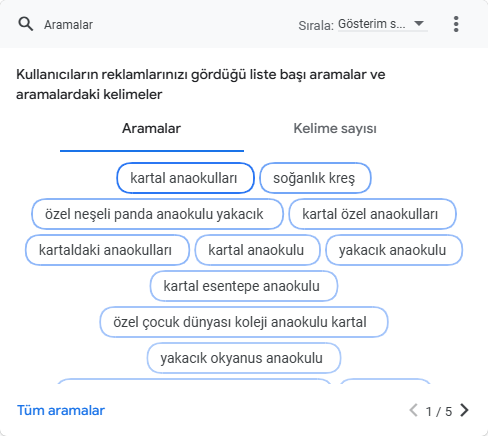 Aramalar
Sırala: Gösterim s...
Kullanıcıların reklamlarınızı gördüğü liste başı aramalar ve
aramalardaki kelimeler
Aramalar Kelime sayısı
kartal anaokulları soğanlık kreş
özel neşeli panda anaokulu yakacık kartal özel anaokulları
kartaldaki anaokulları kartal anaokulu yakacık anaokulu
kartal esentepe anaokulu
özel çocuk dünyası koleji anaokulu kartal
yakacık okyanus anaokulu
Tüm aramalar 1 / 5